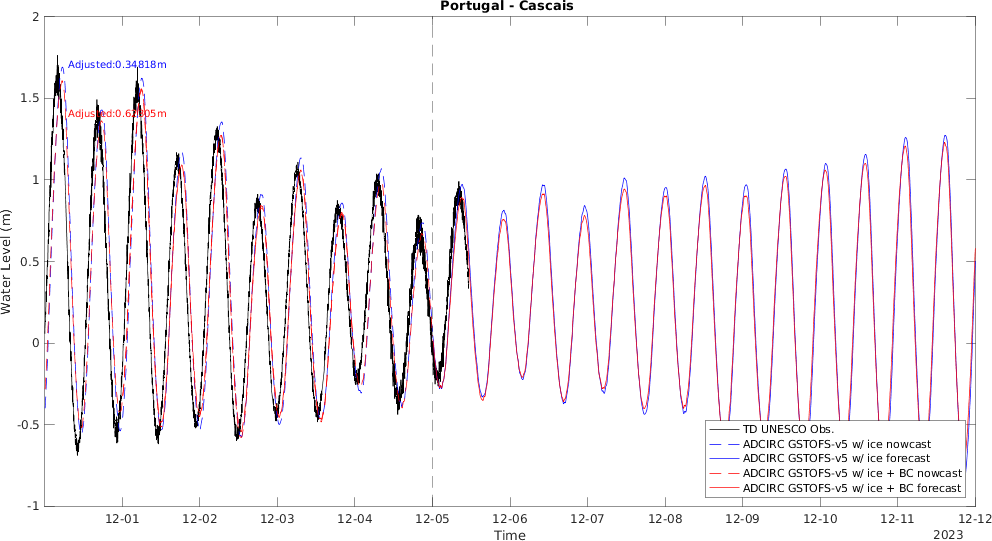 Portugal - Cascais
2
1.5
1
0.5
0
-0.5
-1
Water Level (m)
Adjusted:0.34818m
TD UNESCO Obs.
ADCIRC GSTOFS-v5 w/ ice nowcast
ADCIRC GSTOFS-v5 w/ ice forecast
ADCIRC GSTOFS-v5 w/ ice + BC nowcast
ADCIRC GSTOFS-v5 w/ ice + BC forecast
12-01 12-02 12-03 12-04 12-05 12-06 12-07 12-08 12-09 12-10 12-11 12-12
Time
2023